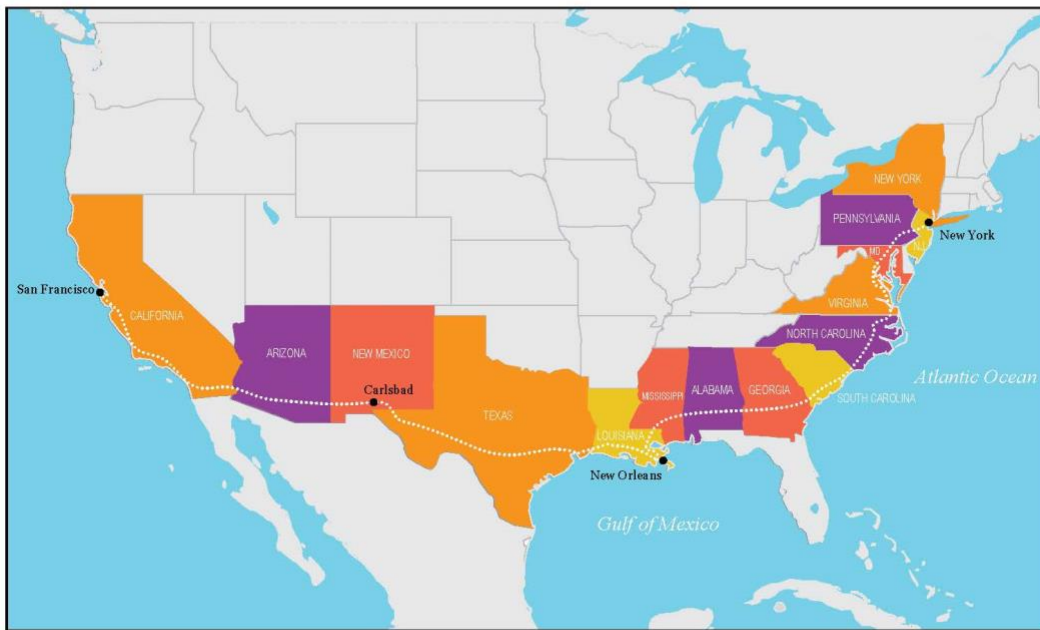 NEW YORK
PENNSYLVANIA
New York
N.J.
MD
San Francisco
CALIFORNIA
VIRGINIA
NORTH CAROLINA
ARIZONA
NEW MEXICO
Carlsbad
Atlantic Ocean
MISSISSIPPI
ALABAMA
GEORGIA
SOUTH CAROLINA
TEXAS
LOUISIANA
New Orleans
Gulf of Mexico